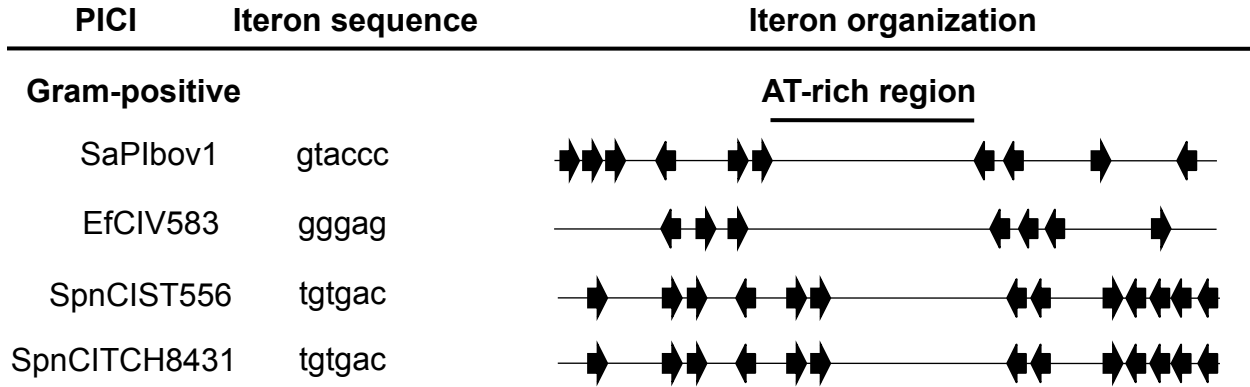 PICI Iteron sequence Iteron organization
Gram-positive AT-rich region
SaPIbov1 gtaccc
EfCIV583 gggag
SpnCIST556 tgtgac
SpnCITCH8431 tgtgac